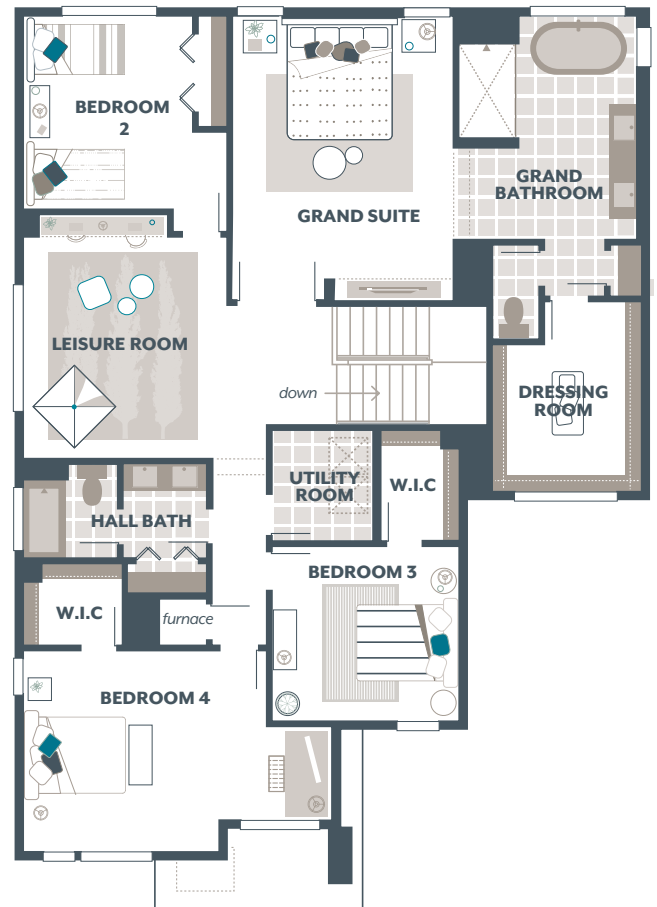 BEDROOM
2
GRAND SUITE
GRAND
BATHROOM
LEISURE ROOM
down
DRESSING
ROOM
UTILITY
ROOM
W.I.C
HALL BATH
BEDROOM 3
W.I.C
furnace
BEDROOM 4